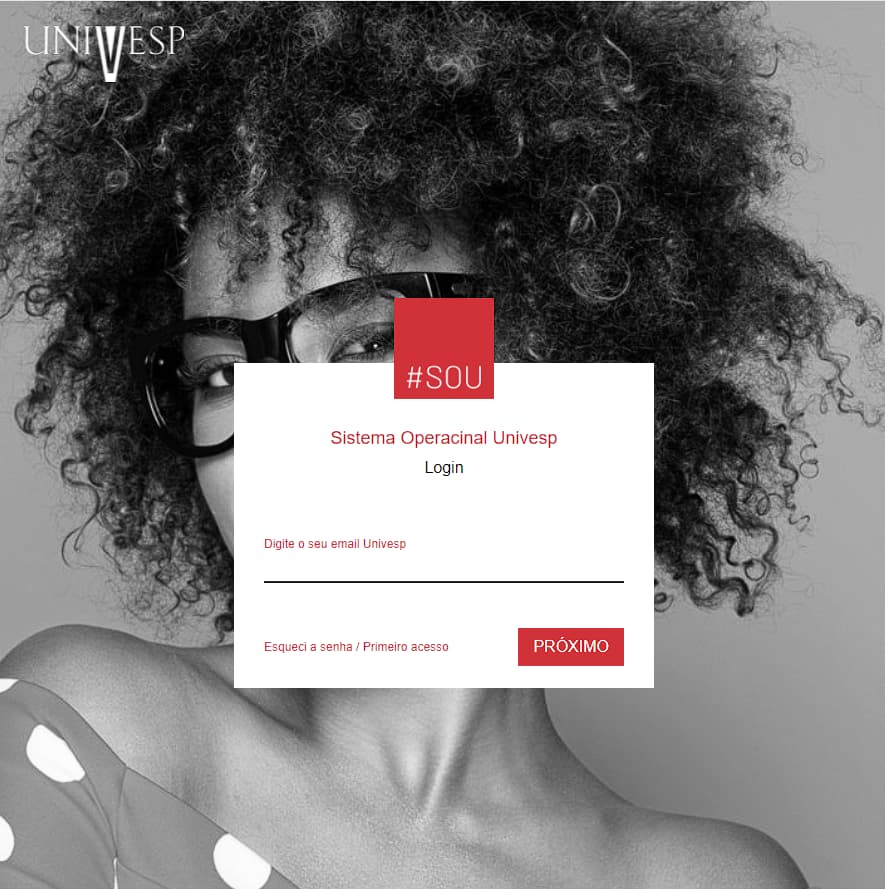 UNIVESP
#SOU
Sistema Operacinal Univesp
Login
Digite o seu email Univesp
Esqueci a senha / Primeiro acesso
PRÓXIMO